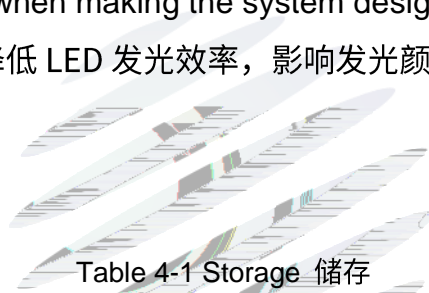 when making the system desig
低 LED 发光效率，影响发光颜
Table 4-1 Storage 储存